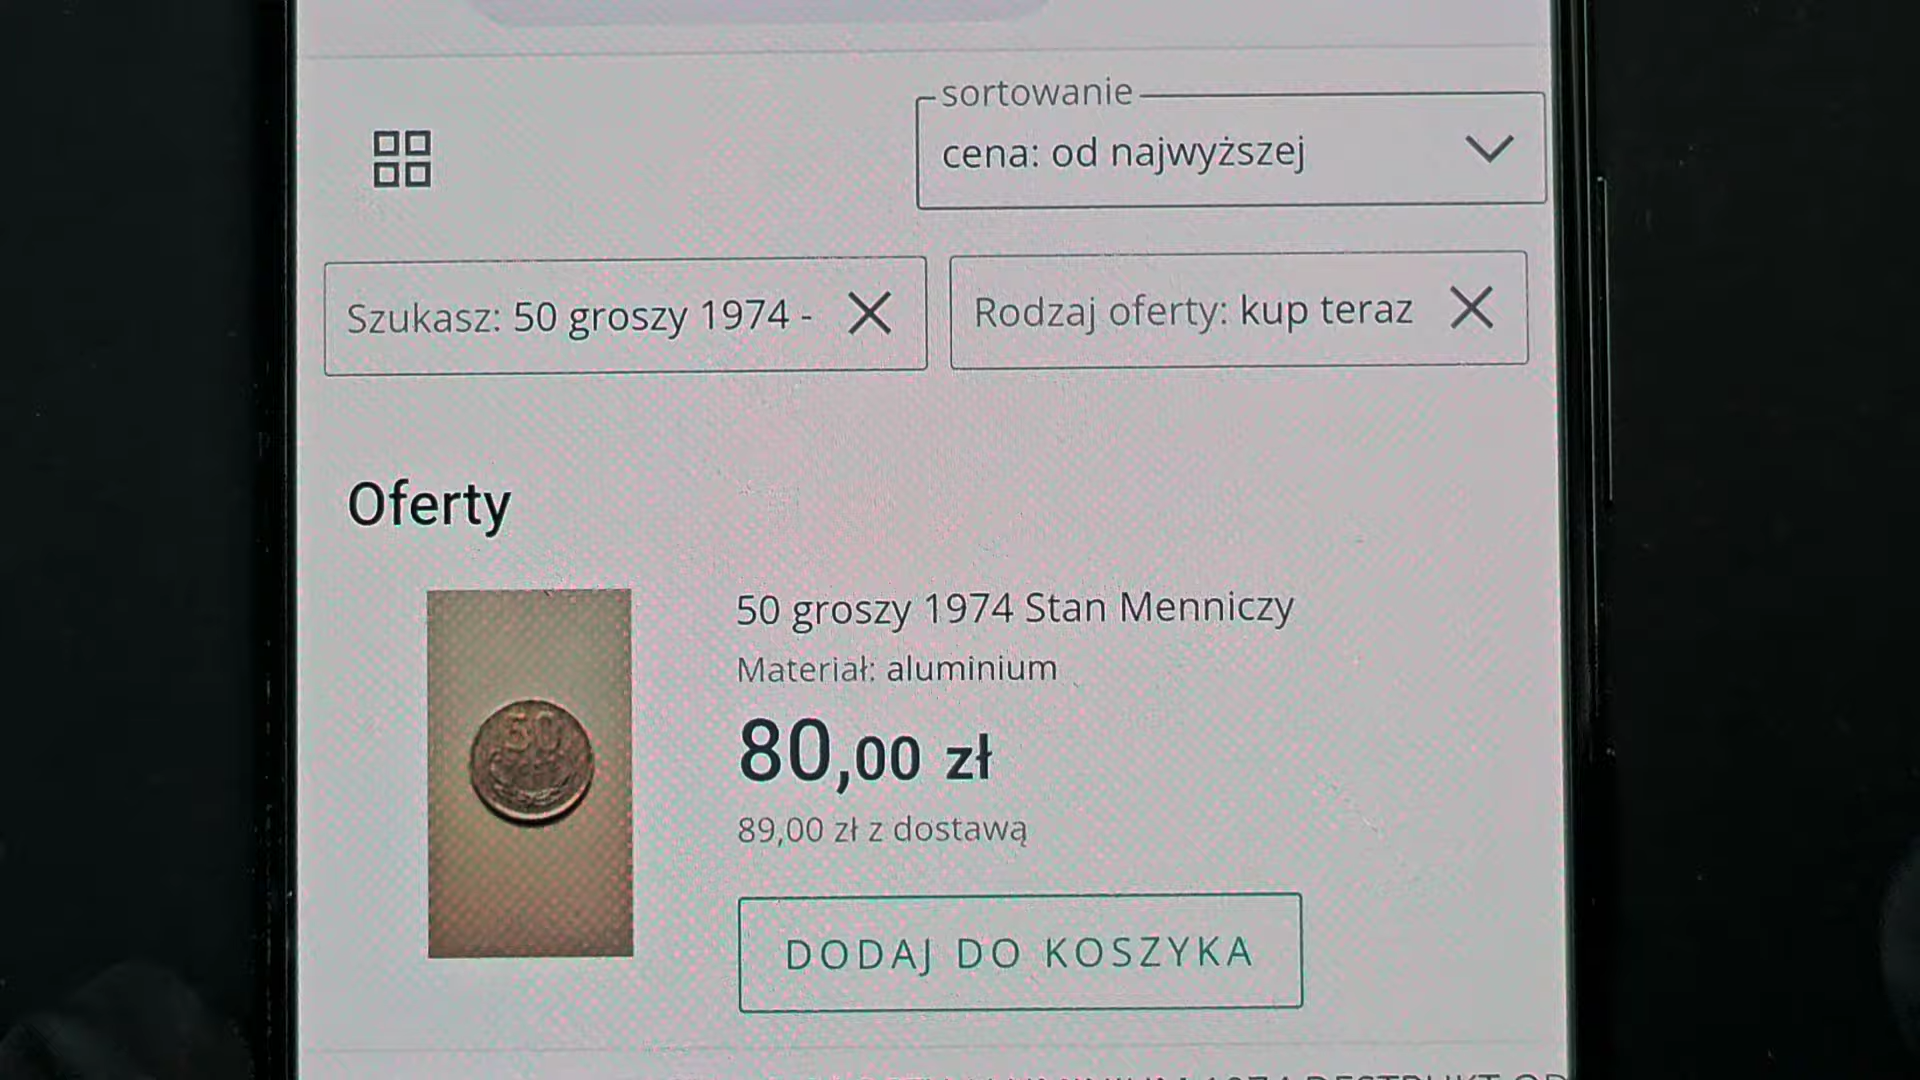 sortowanie
cena: od najwyższej
Szukasz: 50 groszy 1974 -
Rodzaj oferty: kup teraz
Oferty
50
50 groszy 1974 Stan Menniczy
Materiał: aluminium
80,00 zł
89,00 zł z dostawą
DODAJ DO KOSZYKA